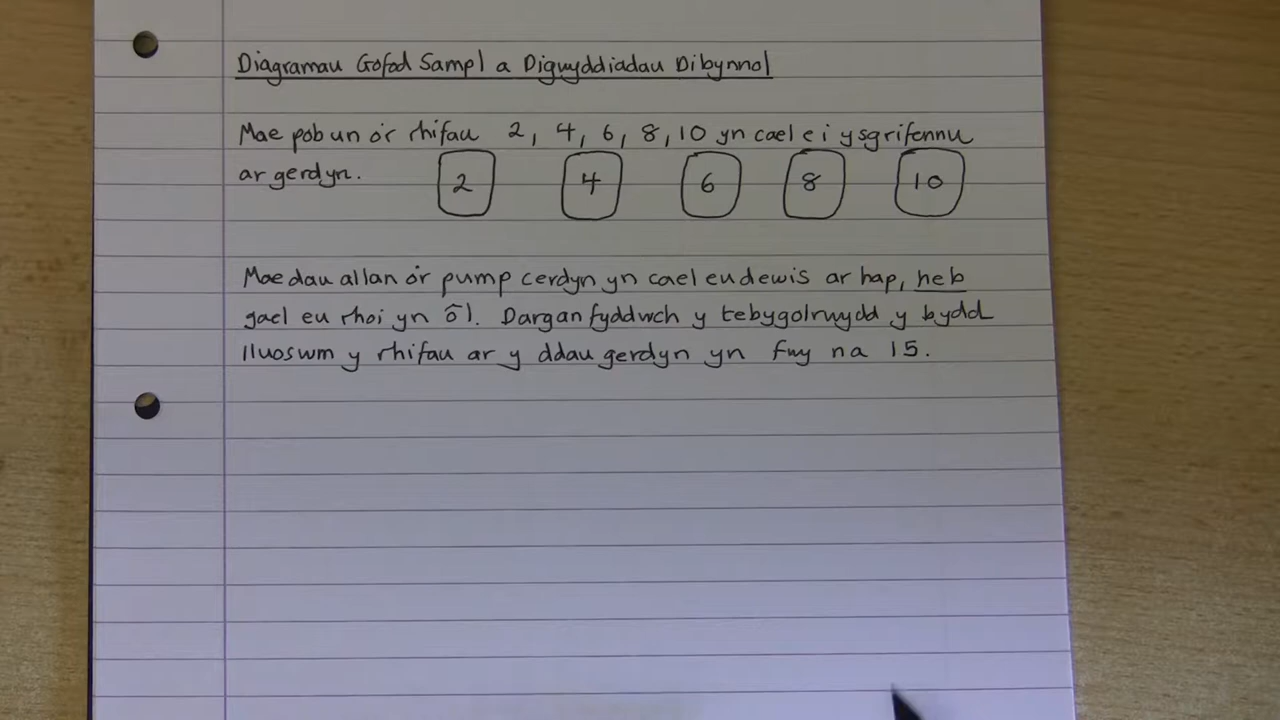 Diagramau Gofod Sampl a Digwyddiadau Dibynnol
Mae pob un o'r rhifau 2, 4, 6, 8, 10 yn cael ei ysgrifennu
ar gerdyn. 2 4 6 8 10
Mae dau allan o'r pump cerdyn yn cael eu dewis ar hap, heb
gael eu rhoi yn ôl. Darganfyddwch y tebygolrwydd y bydd
lluoswm y rhifau ar y ddau gerdyn yn fwy na 15.